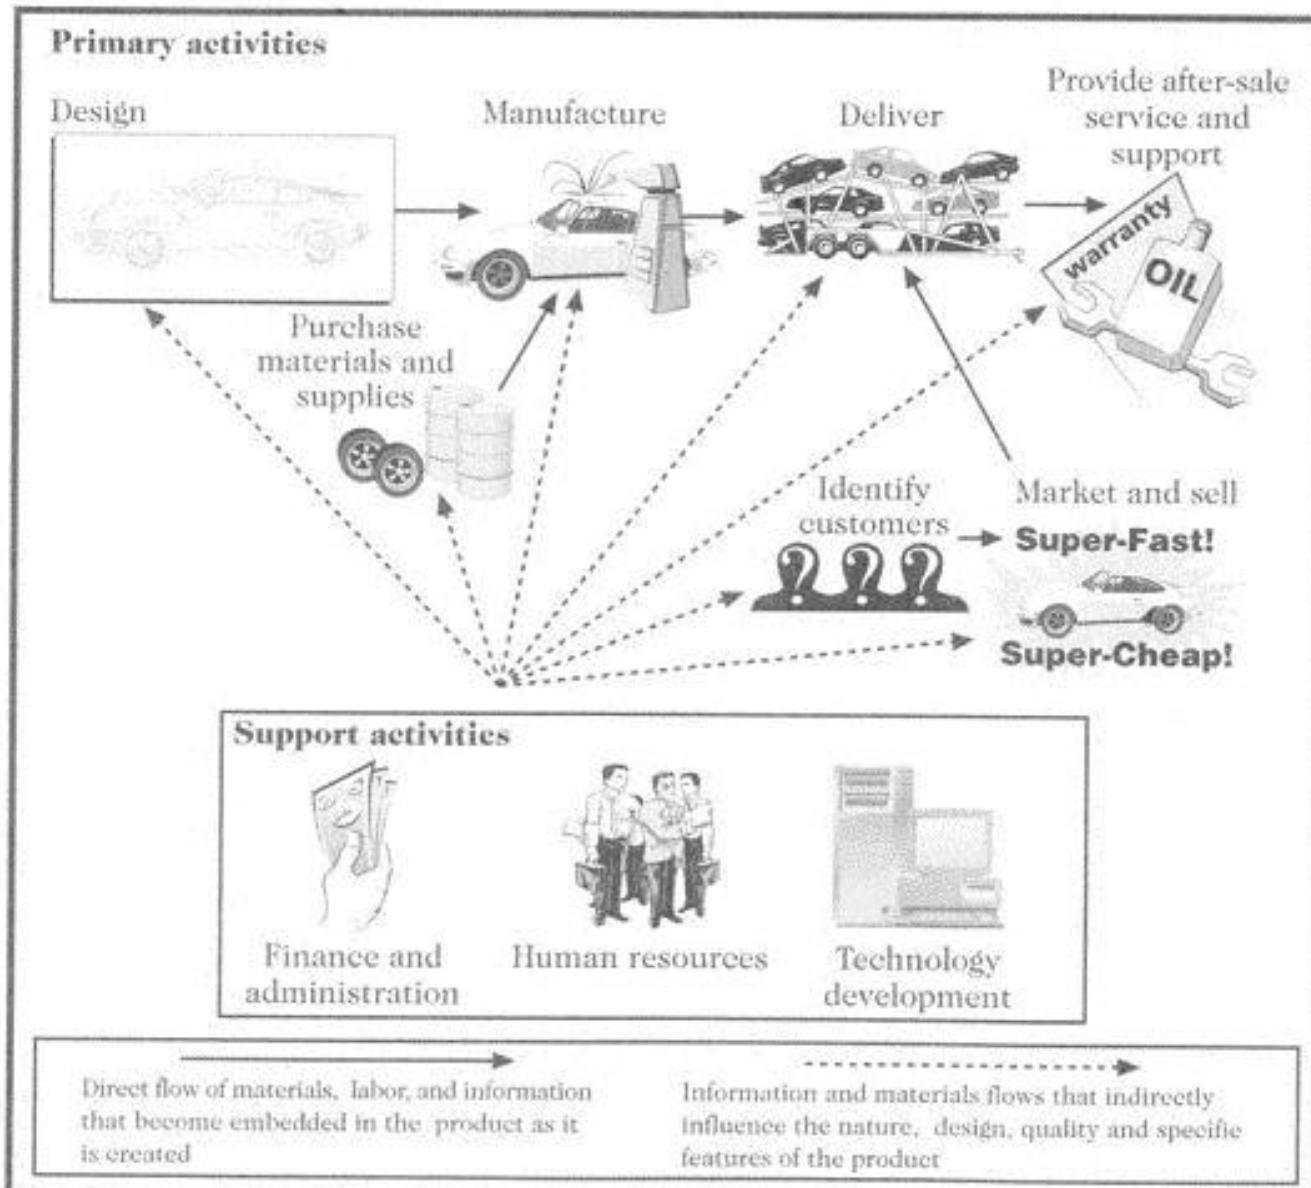 Primary activities
Design
Manufacture
Deliver
Provide after-sale
service and
support
warranty
OIL
Purchase
materials and
supplies
Identify
customers
Market and sell
Super-Fast!
Super-Cheap!
Support activities
Finance and
administration
Human resources
Technology
development
Direct flow of materials, labor, and information
that become embedded in the product as it
is created
Information and materials flows that indirectly
influence the nature, design, quality and specific
features of the product